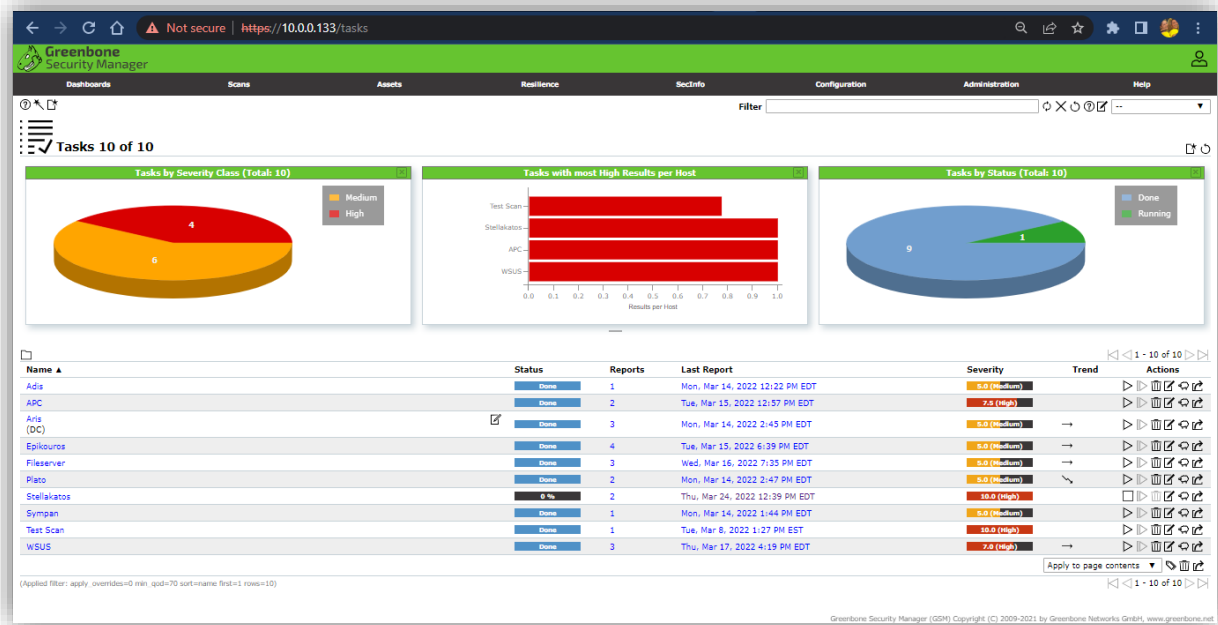 Not secure | https://10.0.0.133/tasks
Greenbone
Security Manager
Dashboards Scans Assets Resilience SecInfo Configuration Administration Help
Filter --
Tasks 10 of 10
Tasks by Severity Class (Total: 10)
Medium
High
4
6
Tasks with most High Results per Host
Test Scan
Stellakatos
APC
WSUS
0.0 0.1 0.2 0.3 0.4 0.5 0.6 0.7 0.8 0.9 1.0
Results per Host
Tasks by Status (Total: 10)
Done
Running
1
9
1 - 10 of 10
Name ▲ Status Reports Last Report Severity Trend Actions
Adis Done 1 Mon, Mar 14, 2022 12:22 PM EDT 5.0 (Medium)
APC Done 2 Tue, Mar 15, 2022 12:57 PM EDT 7.5 (High)
Aris
(DC) Done 3 Mon, Mar 14, 2022 2:45 PM EDT 5.0 (Medium)
Epikouros Done 4 Tue, Mar 15, 2022 6:39 PM EDT 5.0 (Medium)
Fileserver Done 3 Wed, Mar 16, 2022 7:35 PM EDT 5.0 (Medium)
Plato Done 2 Mon, Mar 14, 2022 2:47 PM EDT 5.0 (Medium)
Stellakatos 0 % 2 Thu, Mar 24, 2022 12:39 PM EDT 10.0 (High)
Sympan Done 1 Mon, Mar 14, 2022 1:44 PM EDT 5.0 (Medium)
Test Scan Done 1 Tue, Mar 8, 2022 1:27 PM EST 10.0 (High)
WSUS Done 3 Thu, Mar 17, 2022 4:19 PM EDT 7.0 (High)
Apply to page contents ▼
(Applied filter: apply_overrides=0 min_qod=70 sort=name first=1 rows=10)
1 - 10 of 10
Greenbone Security Manager (GSM) Copyright (C) 2009-2021 by Greenbone Networks GmbH, www.greenbone.net